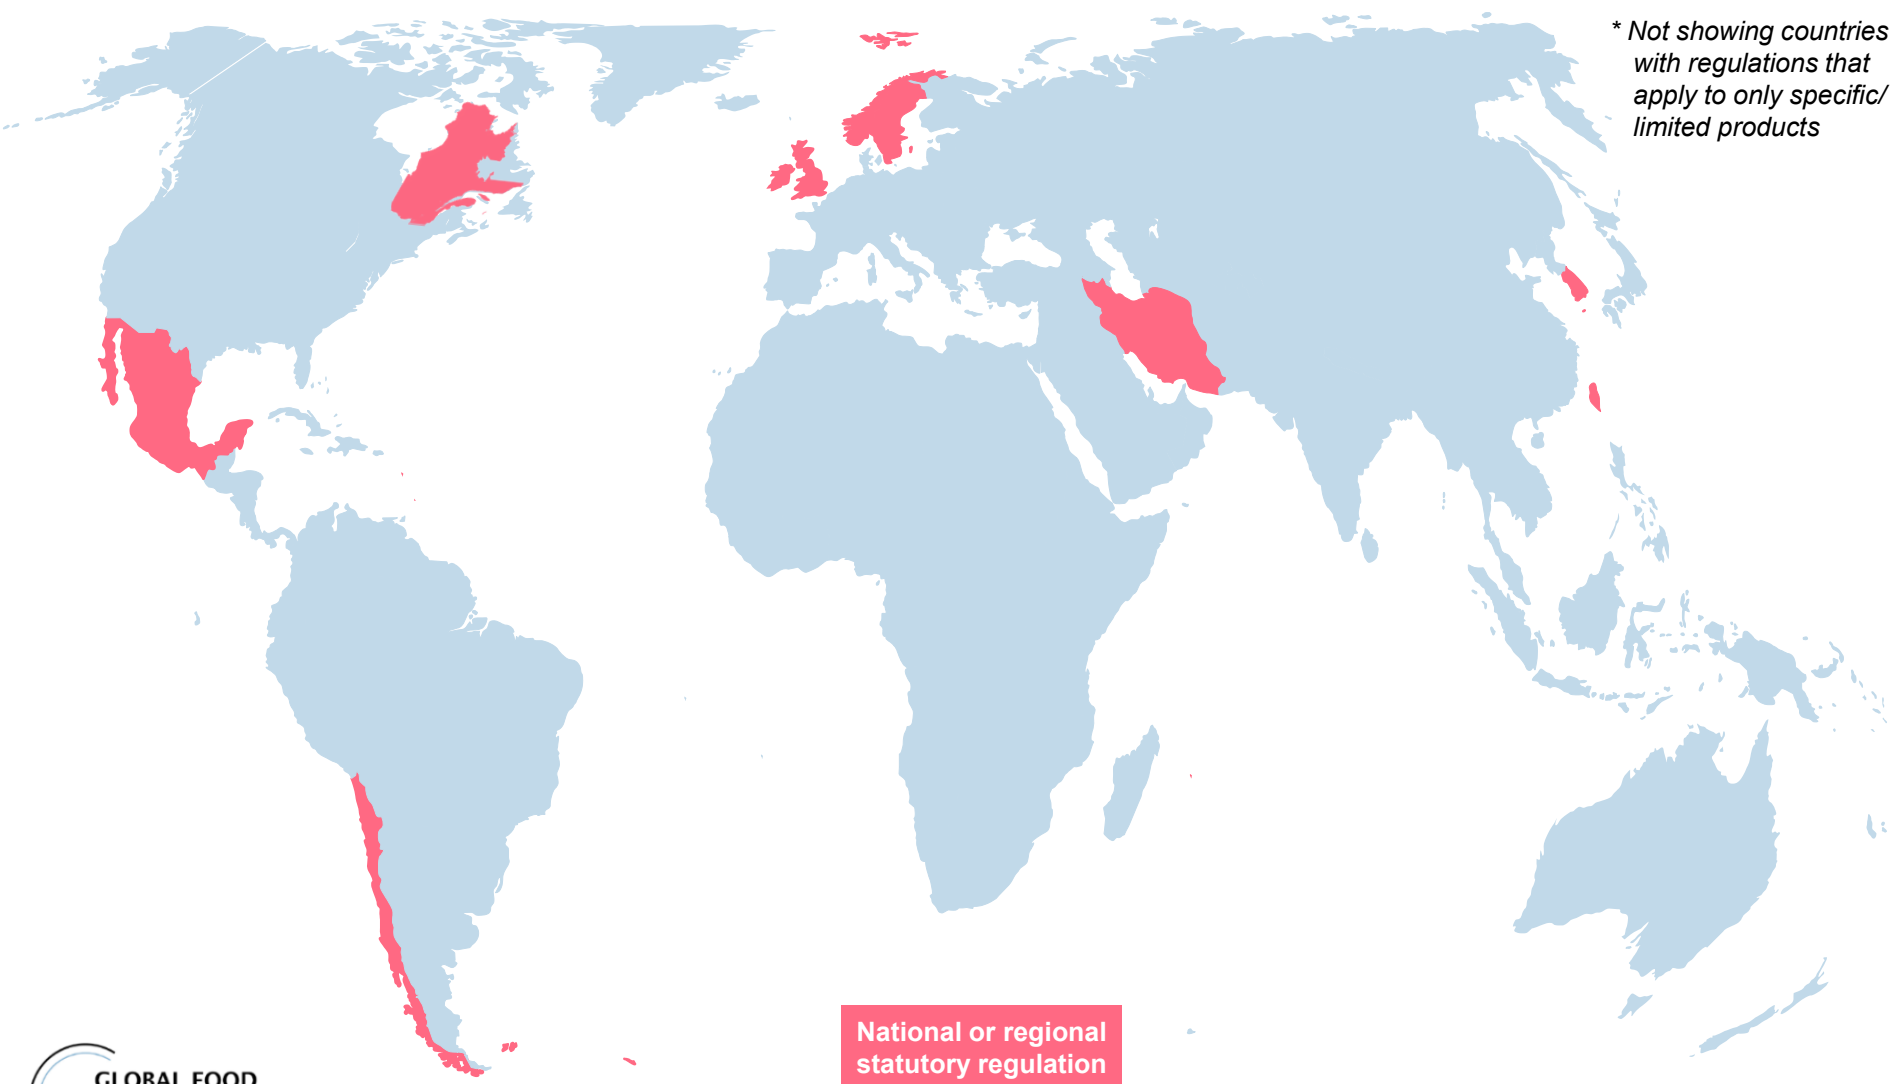 * Not showing countries
with regulations that
apply to only specific/
limited products
National or regional
statutory regulation
GLOBAL FOOD